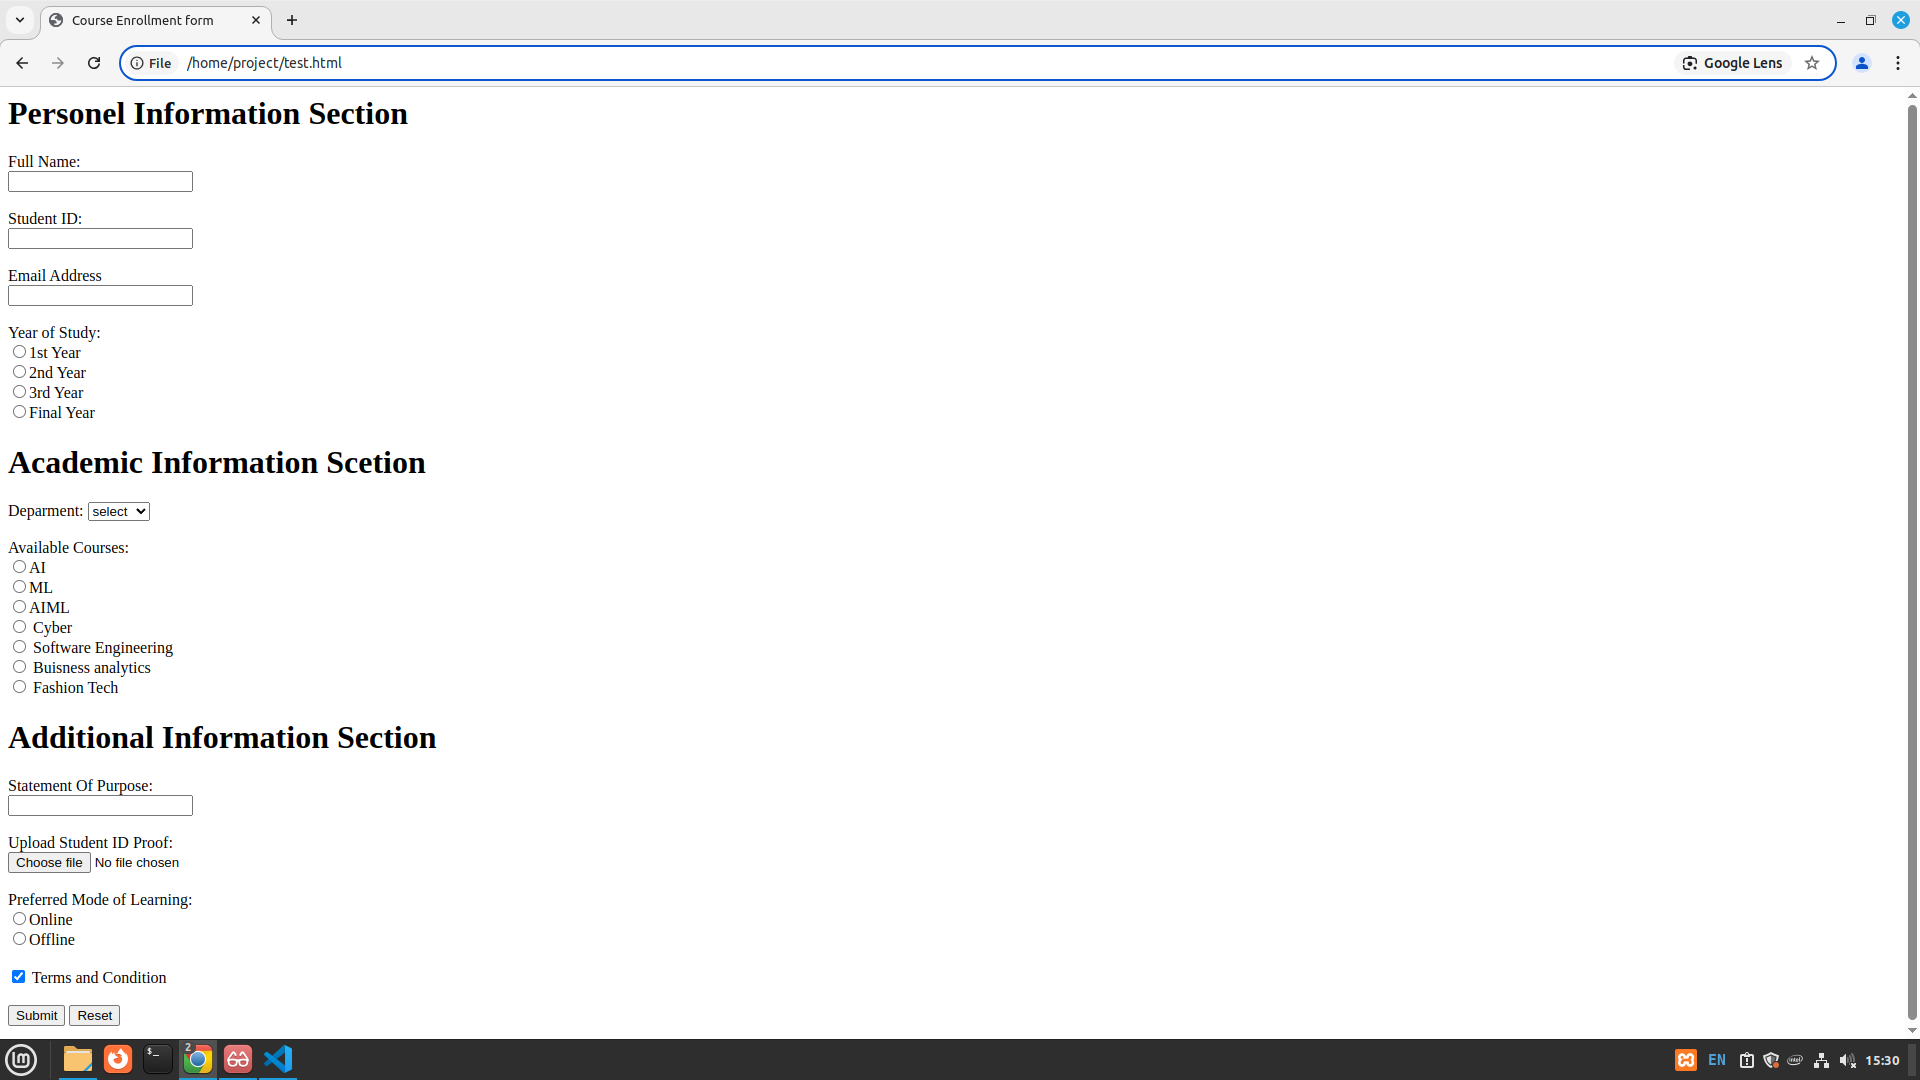 Course Enrollment form
File /home/project/test.html Google Lens
Personel Information Section
Full Name:
Student ID:
Email Address
Year of Study:
1st Year
2nd Year
3rd Year
Final Year
Academic Information Scetion
Deparment: select
Available Courses:
AI
ML
AIML
Cyber
Software Engineering
Buisness analytics
Fashion Tech
Additional Information Section
Statement Of Purpose:
Upload Student ID Proof:
Choose file No file chosen
Preferred Mode of Learning:
Online
Offline
Terms and Condition
Submit Reset
$_ 2 EN intel 15:30